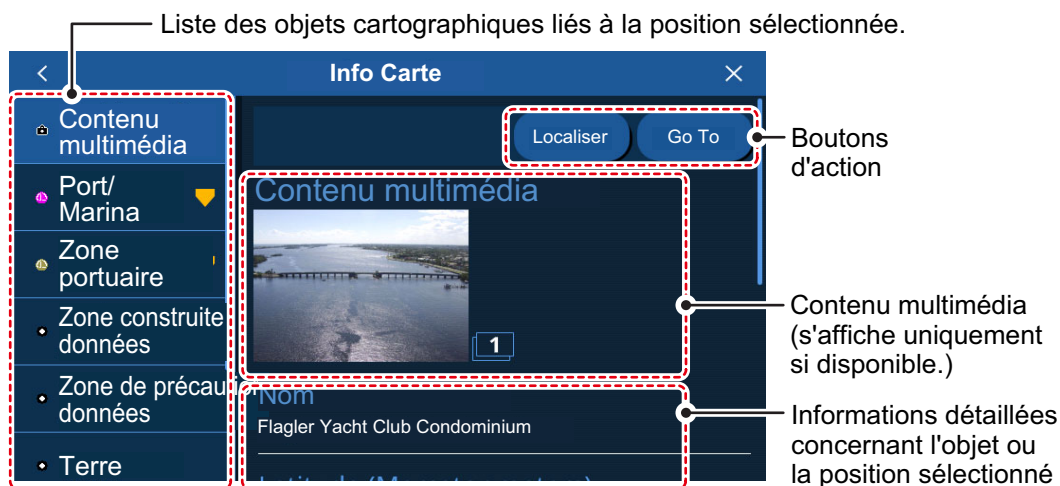 Liste des objets cartographiques liés à la position sélectionnée.
Info Carte
Contenu
multimédia
Port/
Marina
Zone
portuaire
Zone construite
données
Zone de précaution
données
Terre
Localiser
Go To
Contenu multimédia
1
Nom
Flagler Yacht Club Condominium
Boutons
d'action
Contenu multimédia
(s'affiche uniquement
si disponible.)
Informations détaillées
concernant l'objet ou
la position sélectionné